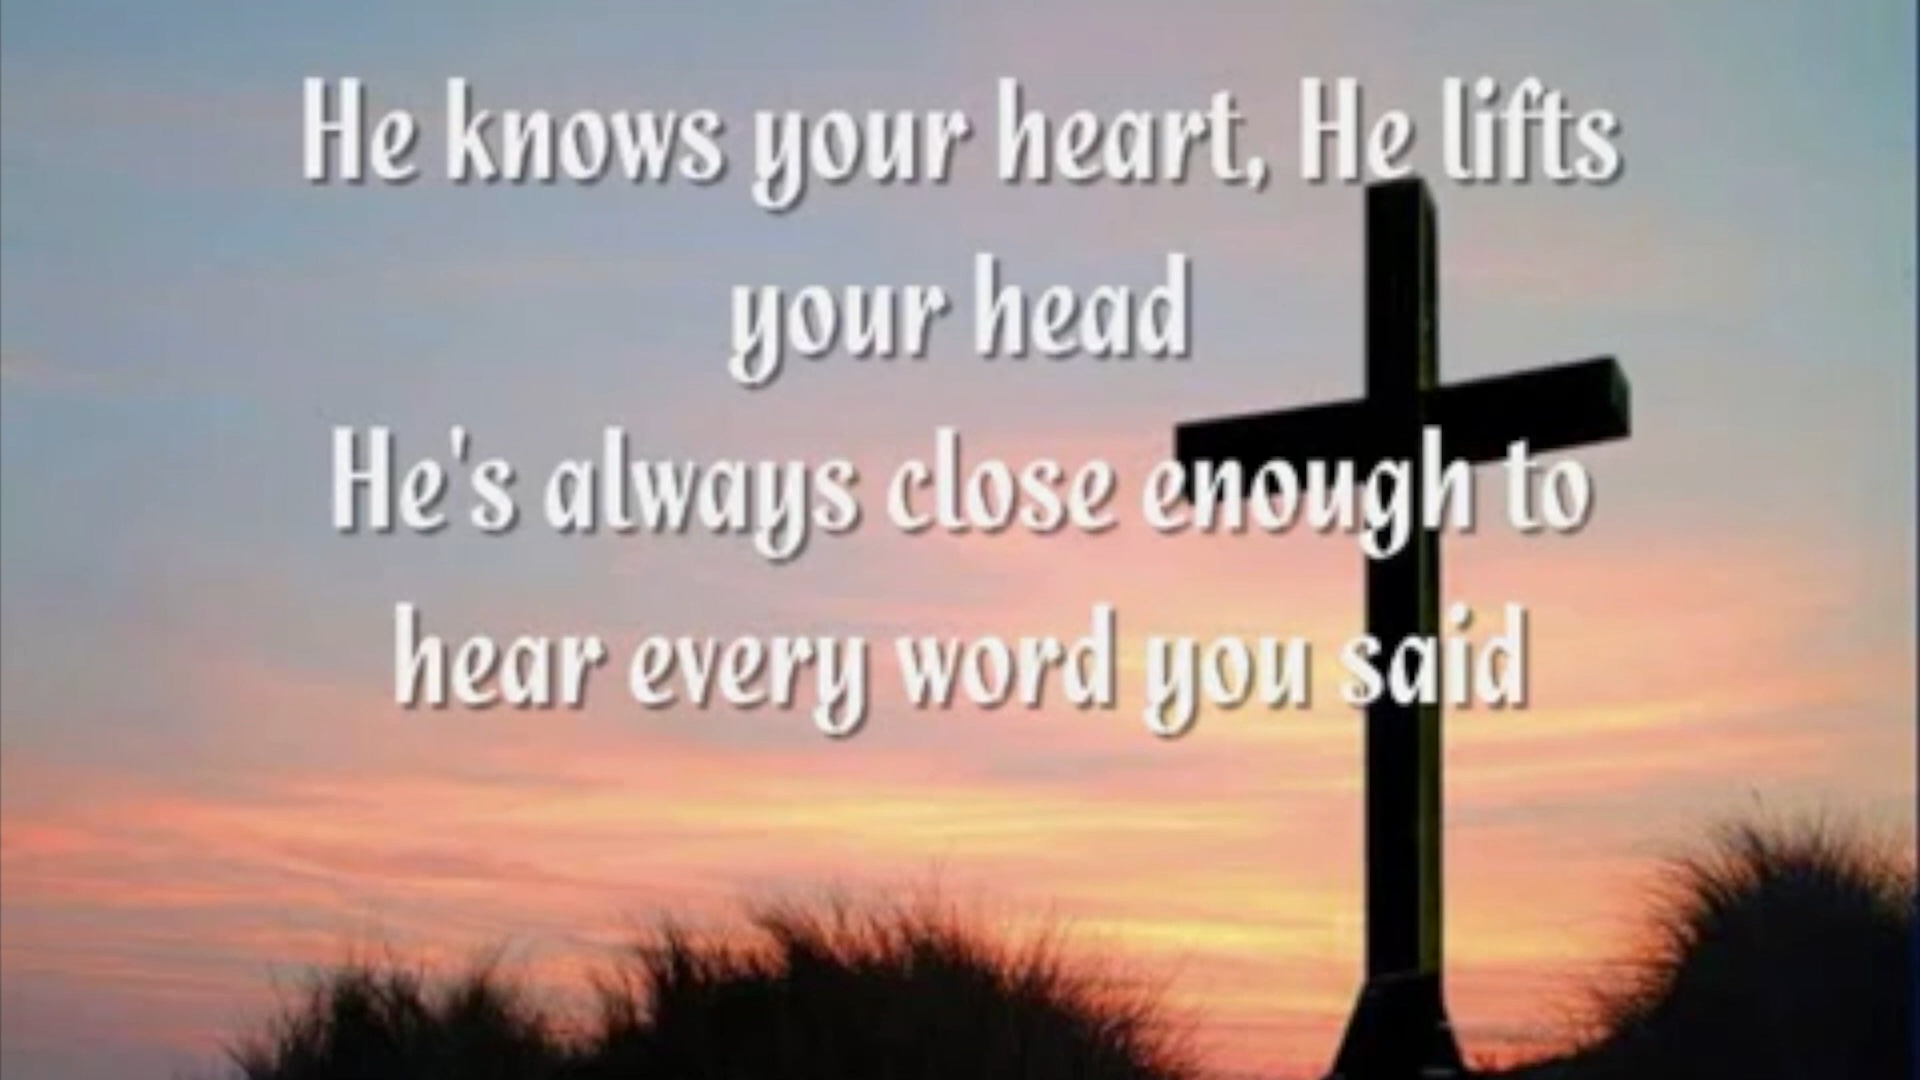 He knows your heart, He lifts
your head
He's always close enough to
hear every word you said